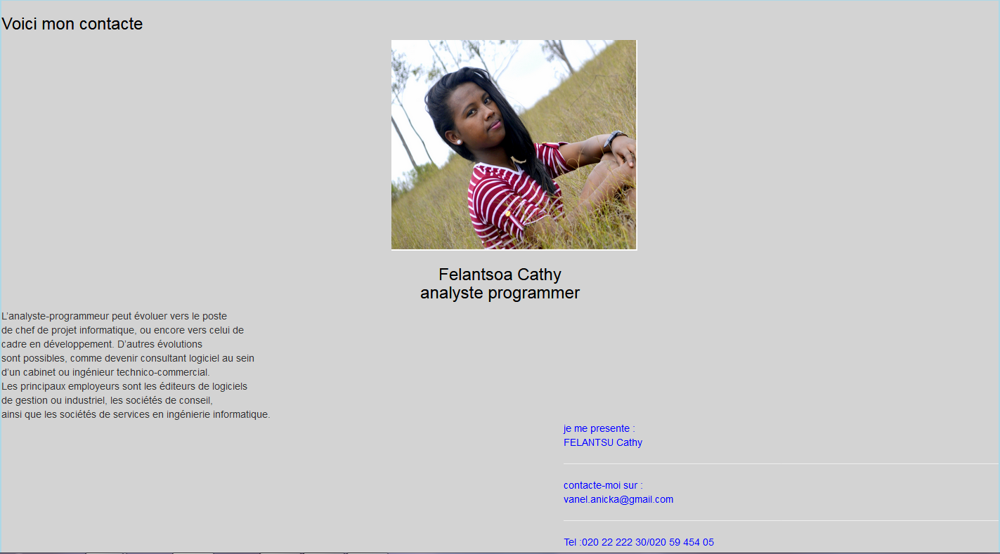 Voici mon contacte
Felantsoa Cathy
analyste programmer
L'analyste-programmeur peut évoluer vers le poste
de chef de projet informatique, ou encore vers celui de
cadre en développement. D'autres évolutions
sont possibles, comme devenir consultant logiciel au sein
d'un cabinet ou ingénieur technico-commercial.
Les principaux employeurs sont les éditeurs de logiciels
de gestion ou industriel, les sociétés de conseil,
ainsi que les sociétés de services en ingénierie informatique.
je me presente :
FELANTSU Cathy
contacte-moi sur :
vanel.anicka@gmail.com
Tel :020 22 222 30/020 59 454 05